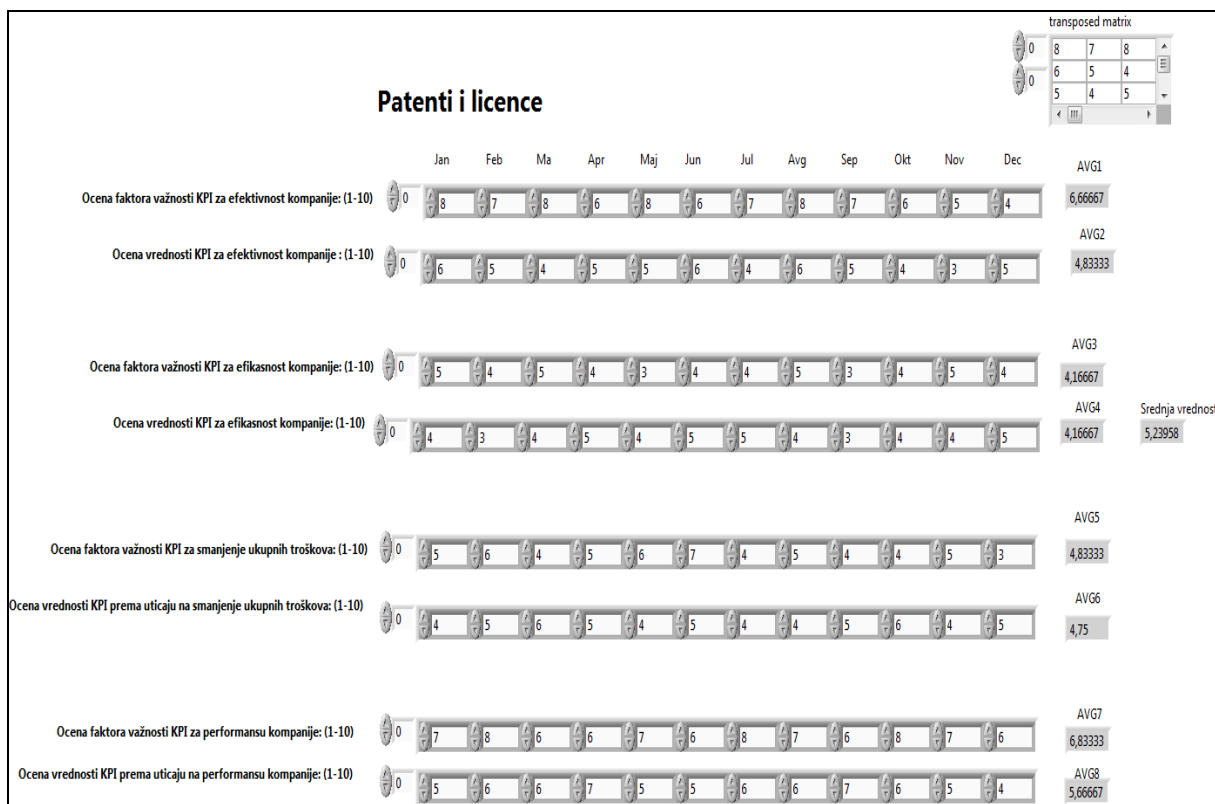 transposed matrix
0 8 7 8
0 6 5 4
5 4 5
Patenti i licence
Jan Feb Ma Apr Maj Jun Jul Avg Sep Okt Nov Dec
AVG1
Ocena faktora važnosti KPI za efektivnost kompanije: (1-10) 0 8 7 8 6 8 6 7 8 7 6 5 4 6,66667
AVG2
Ocena vrednosti KPI za efektivnost kompanije : (1-10) 0 6 5 4 5 5 6 4 6 5 4 3 5 4,83333
AVG3
Ocena faktora važnosti KPI za efikasnost kompanije: (1-10) 0 5 4 5 4 3 4 4 5 3 4 5 4 4,16667
AVG4 Srednja vrednost
Ocena vrednosti KPI za efikasnost kompanije: (1-10) 0 4 3 4 5 4 5 5 4 3 4 4 5 4,16667 5,23958
AVG5
Ocena faktora važnosti KPI za smanjenje ukupnih troškova: (1-10) 0 5 6 4 5 6 7 4 5 4 4 5 3 4,83333
AVG6
Ocena vrednosti KPI prema uticaju na smanjenje ukupnih troškova: (1-10) 0 4 5 6 5 4 5 4 4 5 6 4 5 4,75
AVG7
Ocena faktora važnosti KPI za performansu kompanije: (1-10) 0 7 8 6 6 7 6 8 7 6 8 7 6 6,83333
AVG8
Ocena vrednosti KPI prema uticaju na performansu kompanije: (1-10) 0 5 6 6 7 5 5 6 6 7 6 5 4 5,66667